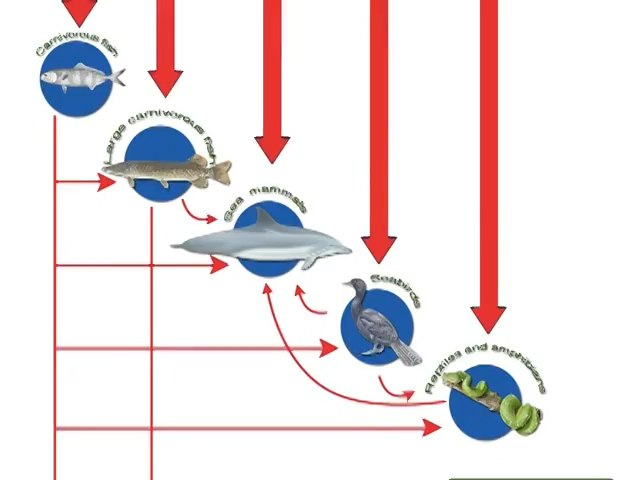 Carnivorous fish
Large carnivorous fish
Sea mammals
Seabirds
Reptiles and amphibians